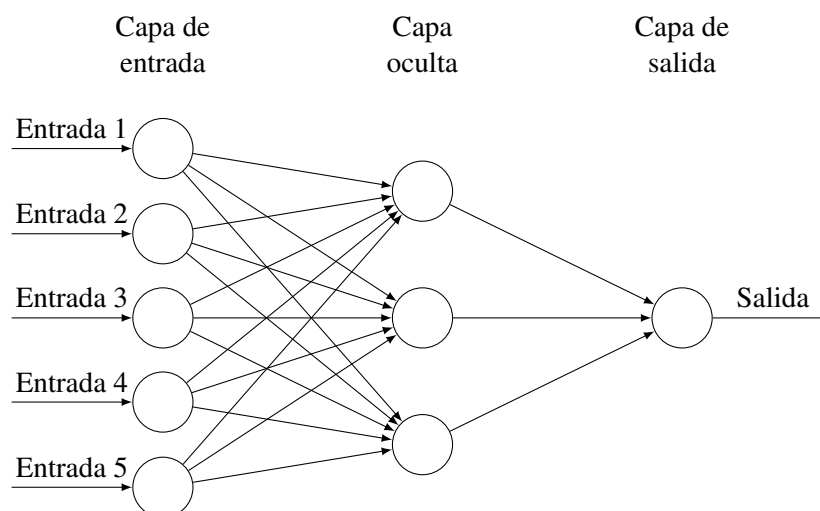 Capa de
entrada
Capa
oculta
Capa de
salida
Entrada 1
Entrada 2
Entrada 3
Entrada 4
Entrada 5
Salida